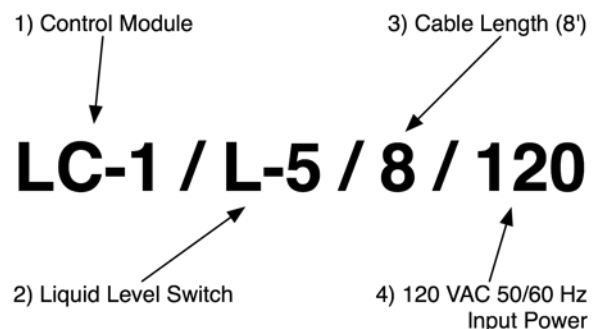 1) Control Module
3) Cable Length (8')
LC-1 / L-5 / 8 / 120
2) Liquid Level Switch
4) 120 VAC 50/60 Hz
Input Power